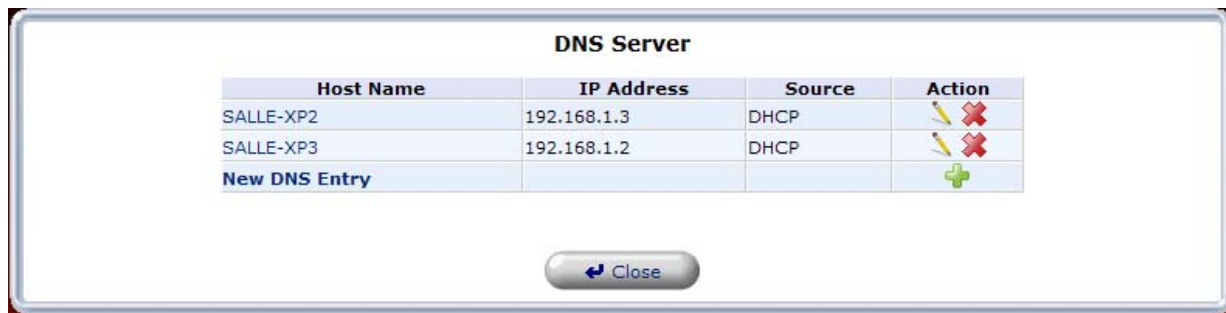 DNS Server
Host Name IP Address Source Action
SALLE-XP2 192.168.1.3 DHCP
SALLE-XP3 192.168.1.2 DHCP
New DNS Entry
Close